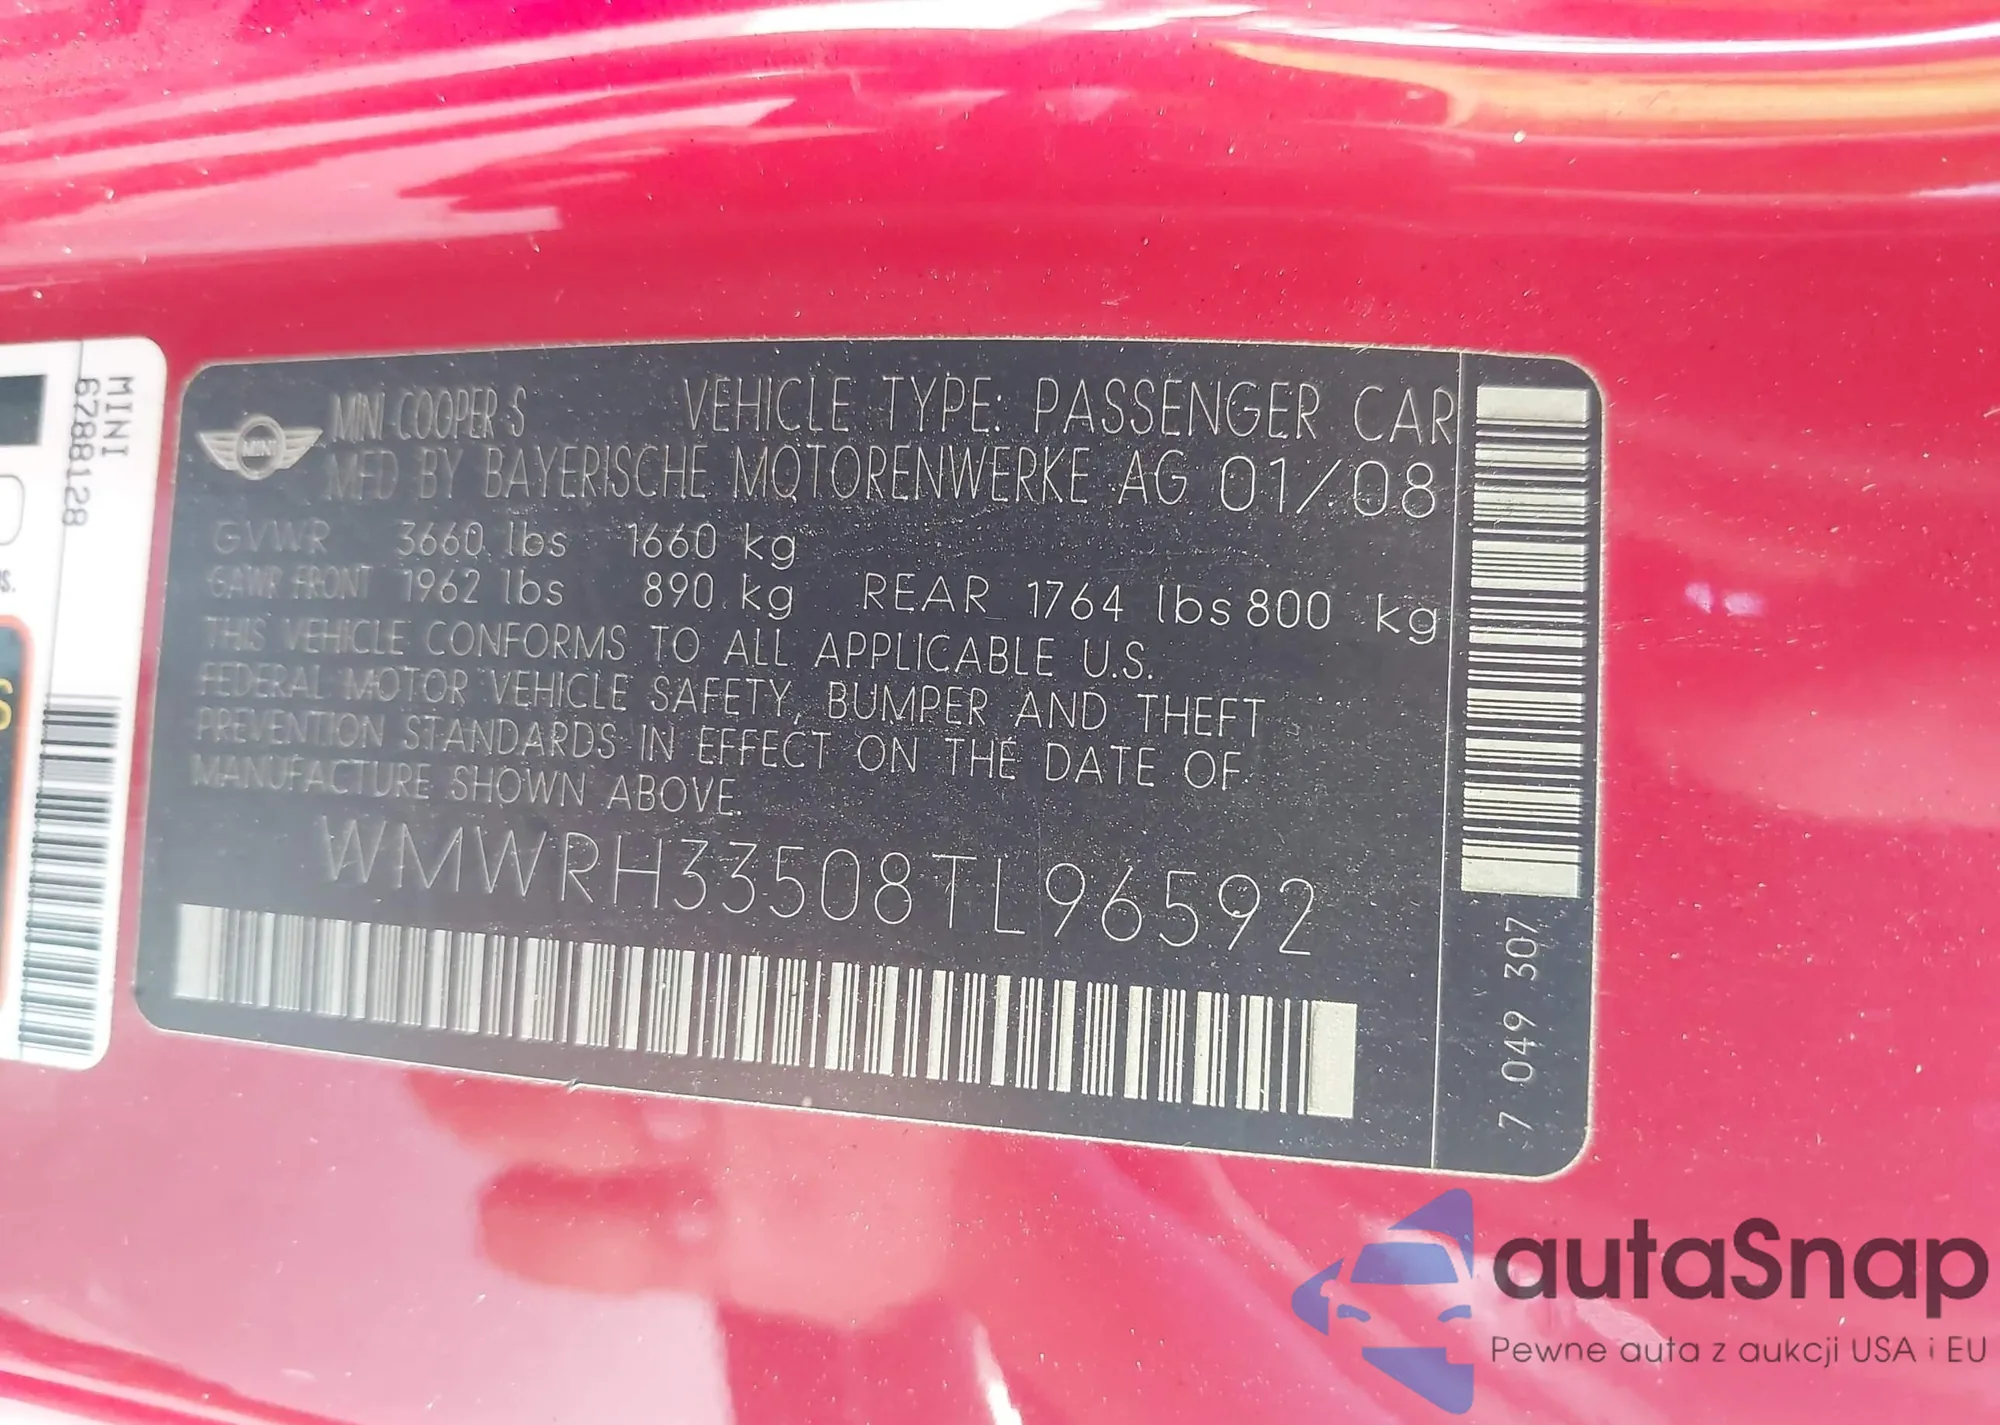 MINI
6788128
MINI COOPER S VEHICLE TYPE: PASSENGER CAR
MFD BY BAYERISCHE MOTORENWERKE AG 01/08
MINI
GVWR 3660 lbs 1660 kg
GAWR FRONT 1962 lbs 890 kg REAR 1764 lbs 800 kg
THIS VEHICLE CONFORMS TO ALL APPLICABLE U.S.
FEDERAL MOTOR VEHICLE SAFETY, BUMPER AND THEFT
PREVENTION STANDARDS IN EFFECT ON THE DATE OF
MANUFACTURE SHOWN ABOVE.
WMWRH33508TL96592
7 049 307
autaSnap
Pewne auta z aukcji USA i EU